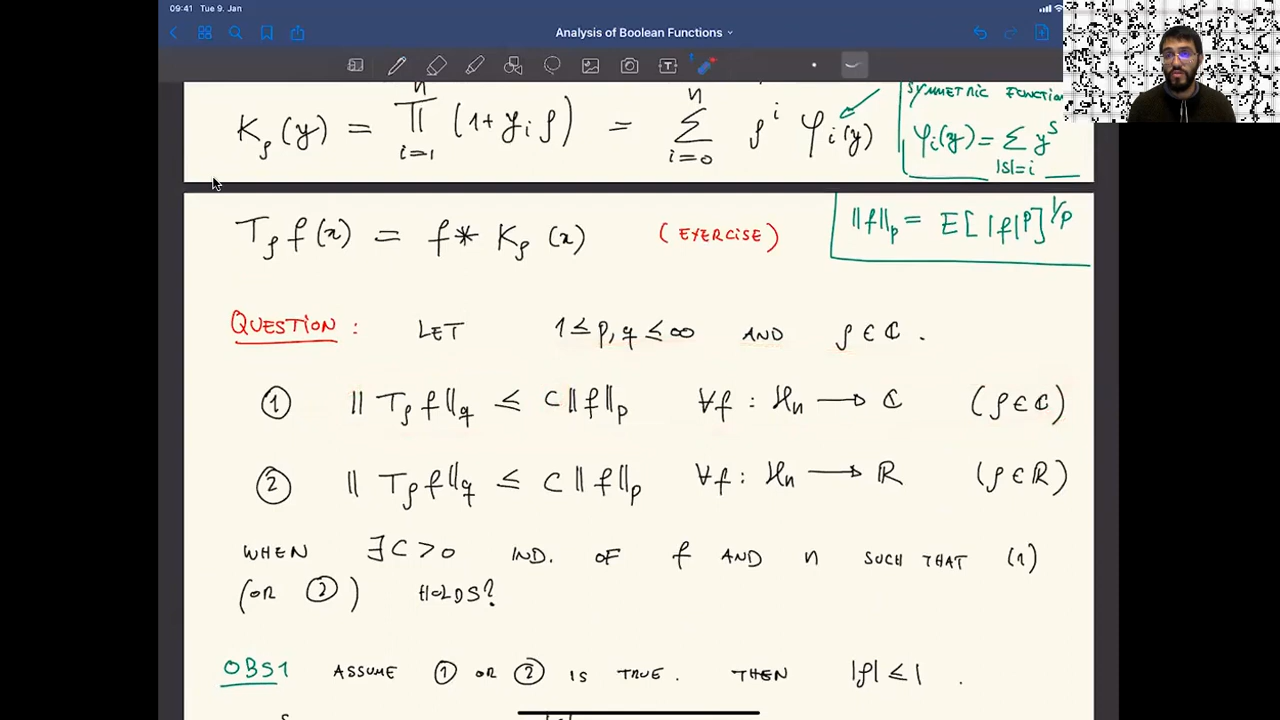 09:41 Tue 9. Jan
Analysis of Boolean Functions
SYMMETRIC FUNCTION
K_ρ(y) = ∏_{i=1}^{n} (1 + y_i ρ) = ∑_{i=0}^{n} ρ^i φ_i(y)
φ_i(y) = ∑_{|S|=i} y^S
T_ρ f(x) = f * K_ρ (x) (EXERCISE)
‖f‖_p = E[|f|^p]^{1/p}
QUESTION : LET 1 ≤ p, q ≤ ∞ AND ρ ∈ ℂ .
① ‖ T_ρ f ‖_q ≤ C ‖ f ‖_p ∀f : ℋ_n → ℂ (ρ ∈ ℂ)
② ‖ T_ρ f ‖_q ≤ C ‖ f ‖_p ∀f : ℋ_n → ℝ (ρ ∈ ℝ)
WHEN ∃ C > 0 IND. OF f AND n SUCH THAT (1)
(OR ②) HOLDS?
OBS1 ASSUME ① OR ② IS TRUE. THEN |ρ| ≤ 1 .